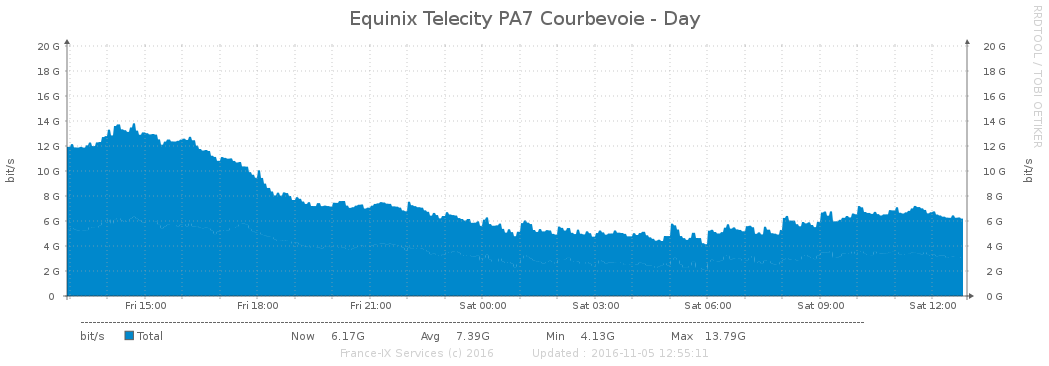 Equinix Telecity PA7 Courbevoie - Day
RRDTOOL / TOBI OETIKER
bit/s
20 G 20 G
18 G 18 G
16 G 16 G
14 G 14 G
12 G 12 G
10 G 10 G
8 G 8 G
6 G 6 G
4 G 4 G
2 G 2 G
0 0 G
bit/s
Fri 15:00 Fri 18:00 Fri 21:00 Sat 00:00 Sat 03:00 Sat 06:00 Sat 09:00 Sat 12:00
bit/s Total Now 6.17G Avg 7.39G Min 4.13G Max 13.79G
France-IX Services (c) 2016 Updated : 2016-11-05 12:55:11